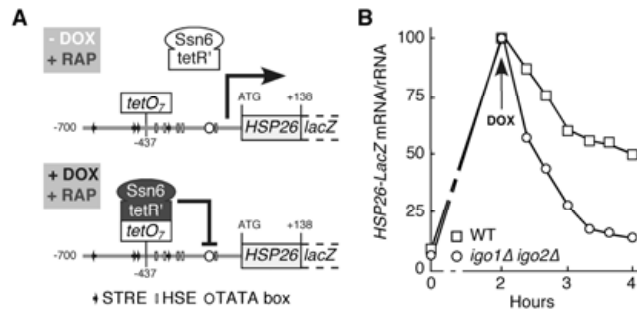 A
- DOX
+ RAP
Ssn6
tetR'
tetO7
ATG
+138
-700
-437
HSP26
lacZ
+ DOX
+ RAP
Ssn6
tetR'
tetO7
ATG
+138
-700
-437
HSP26
lacZ
STRE
HSE
TATA box
B
HSP26-LacZ mRNA/rRNA
100
75
50
25
0
DOX
WT
igo1Δ igo2Δ
0
2
3
4
Hours